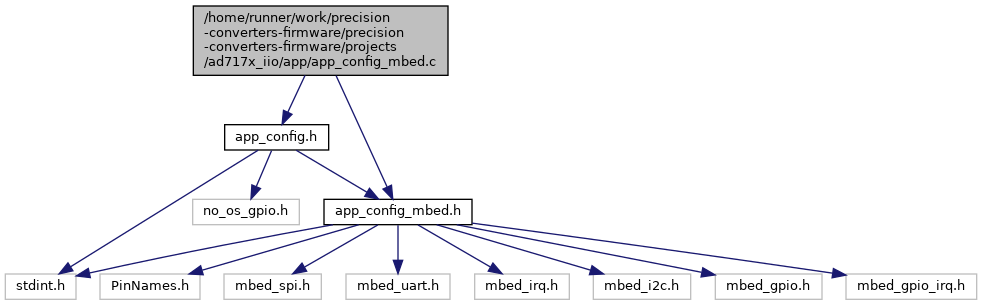 /home/runner/work/precision
-converters-firmware/precision
-converters-firmware/projects
/ad717x_iio/app/app_config_mbed.c
app_config.h
no_os_gpio.h
app_config_mbed.h
stdint.h
PinNames.h
mbed_spi.h
mbed_uart.h
mbed_irq.h
mbed_i2c.h
mbed_gpio.h
mbed_gpio_irq.h